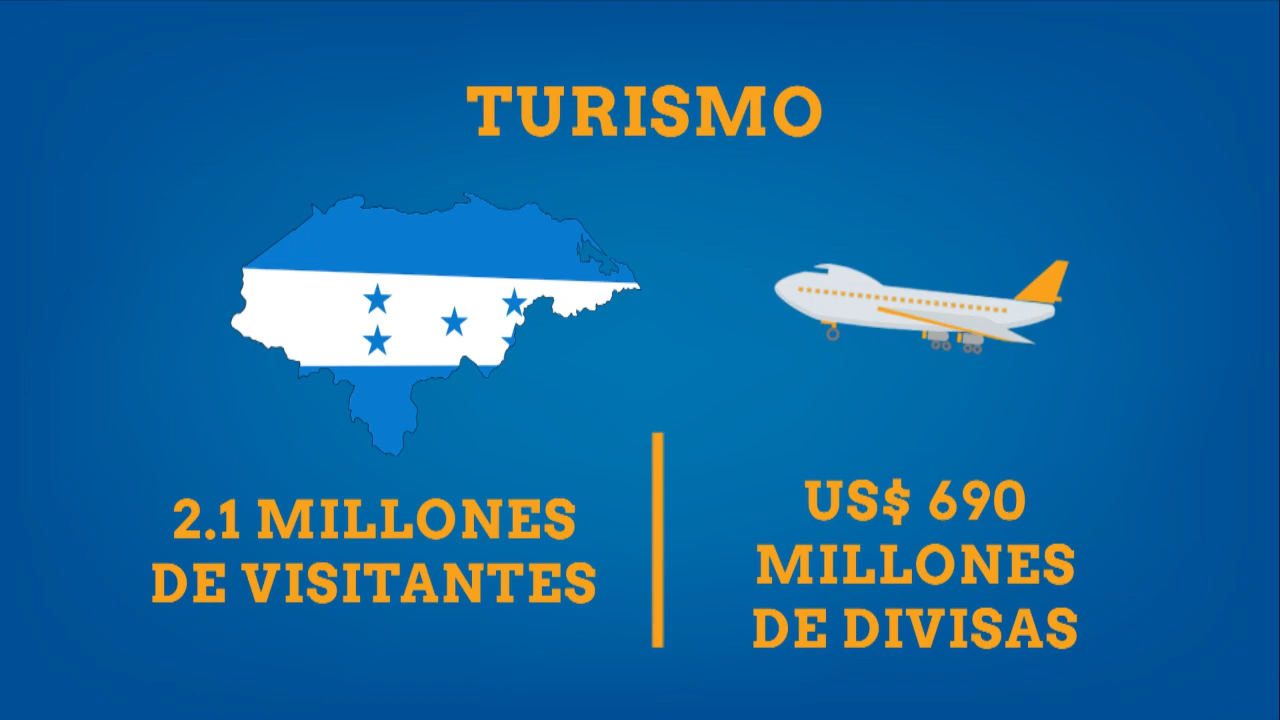 TURISMO
2.1 MILLONES
DE VISITANTES
US$ 690
MILLONES
DE DIVISAS